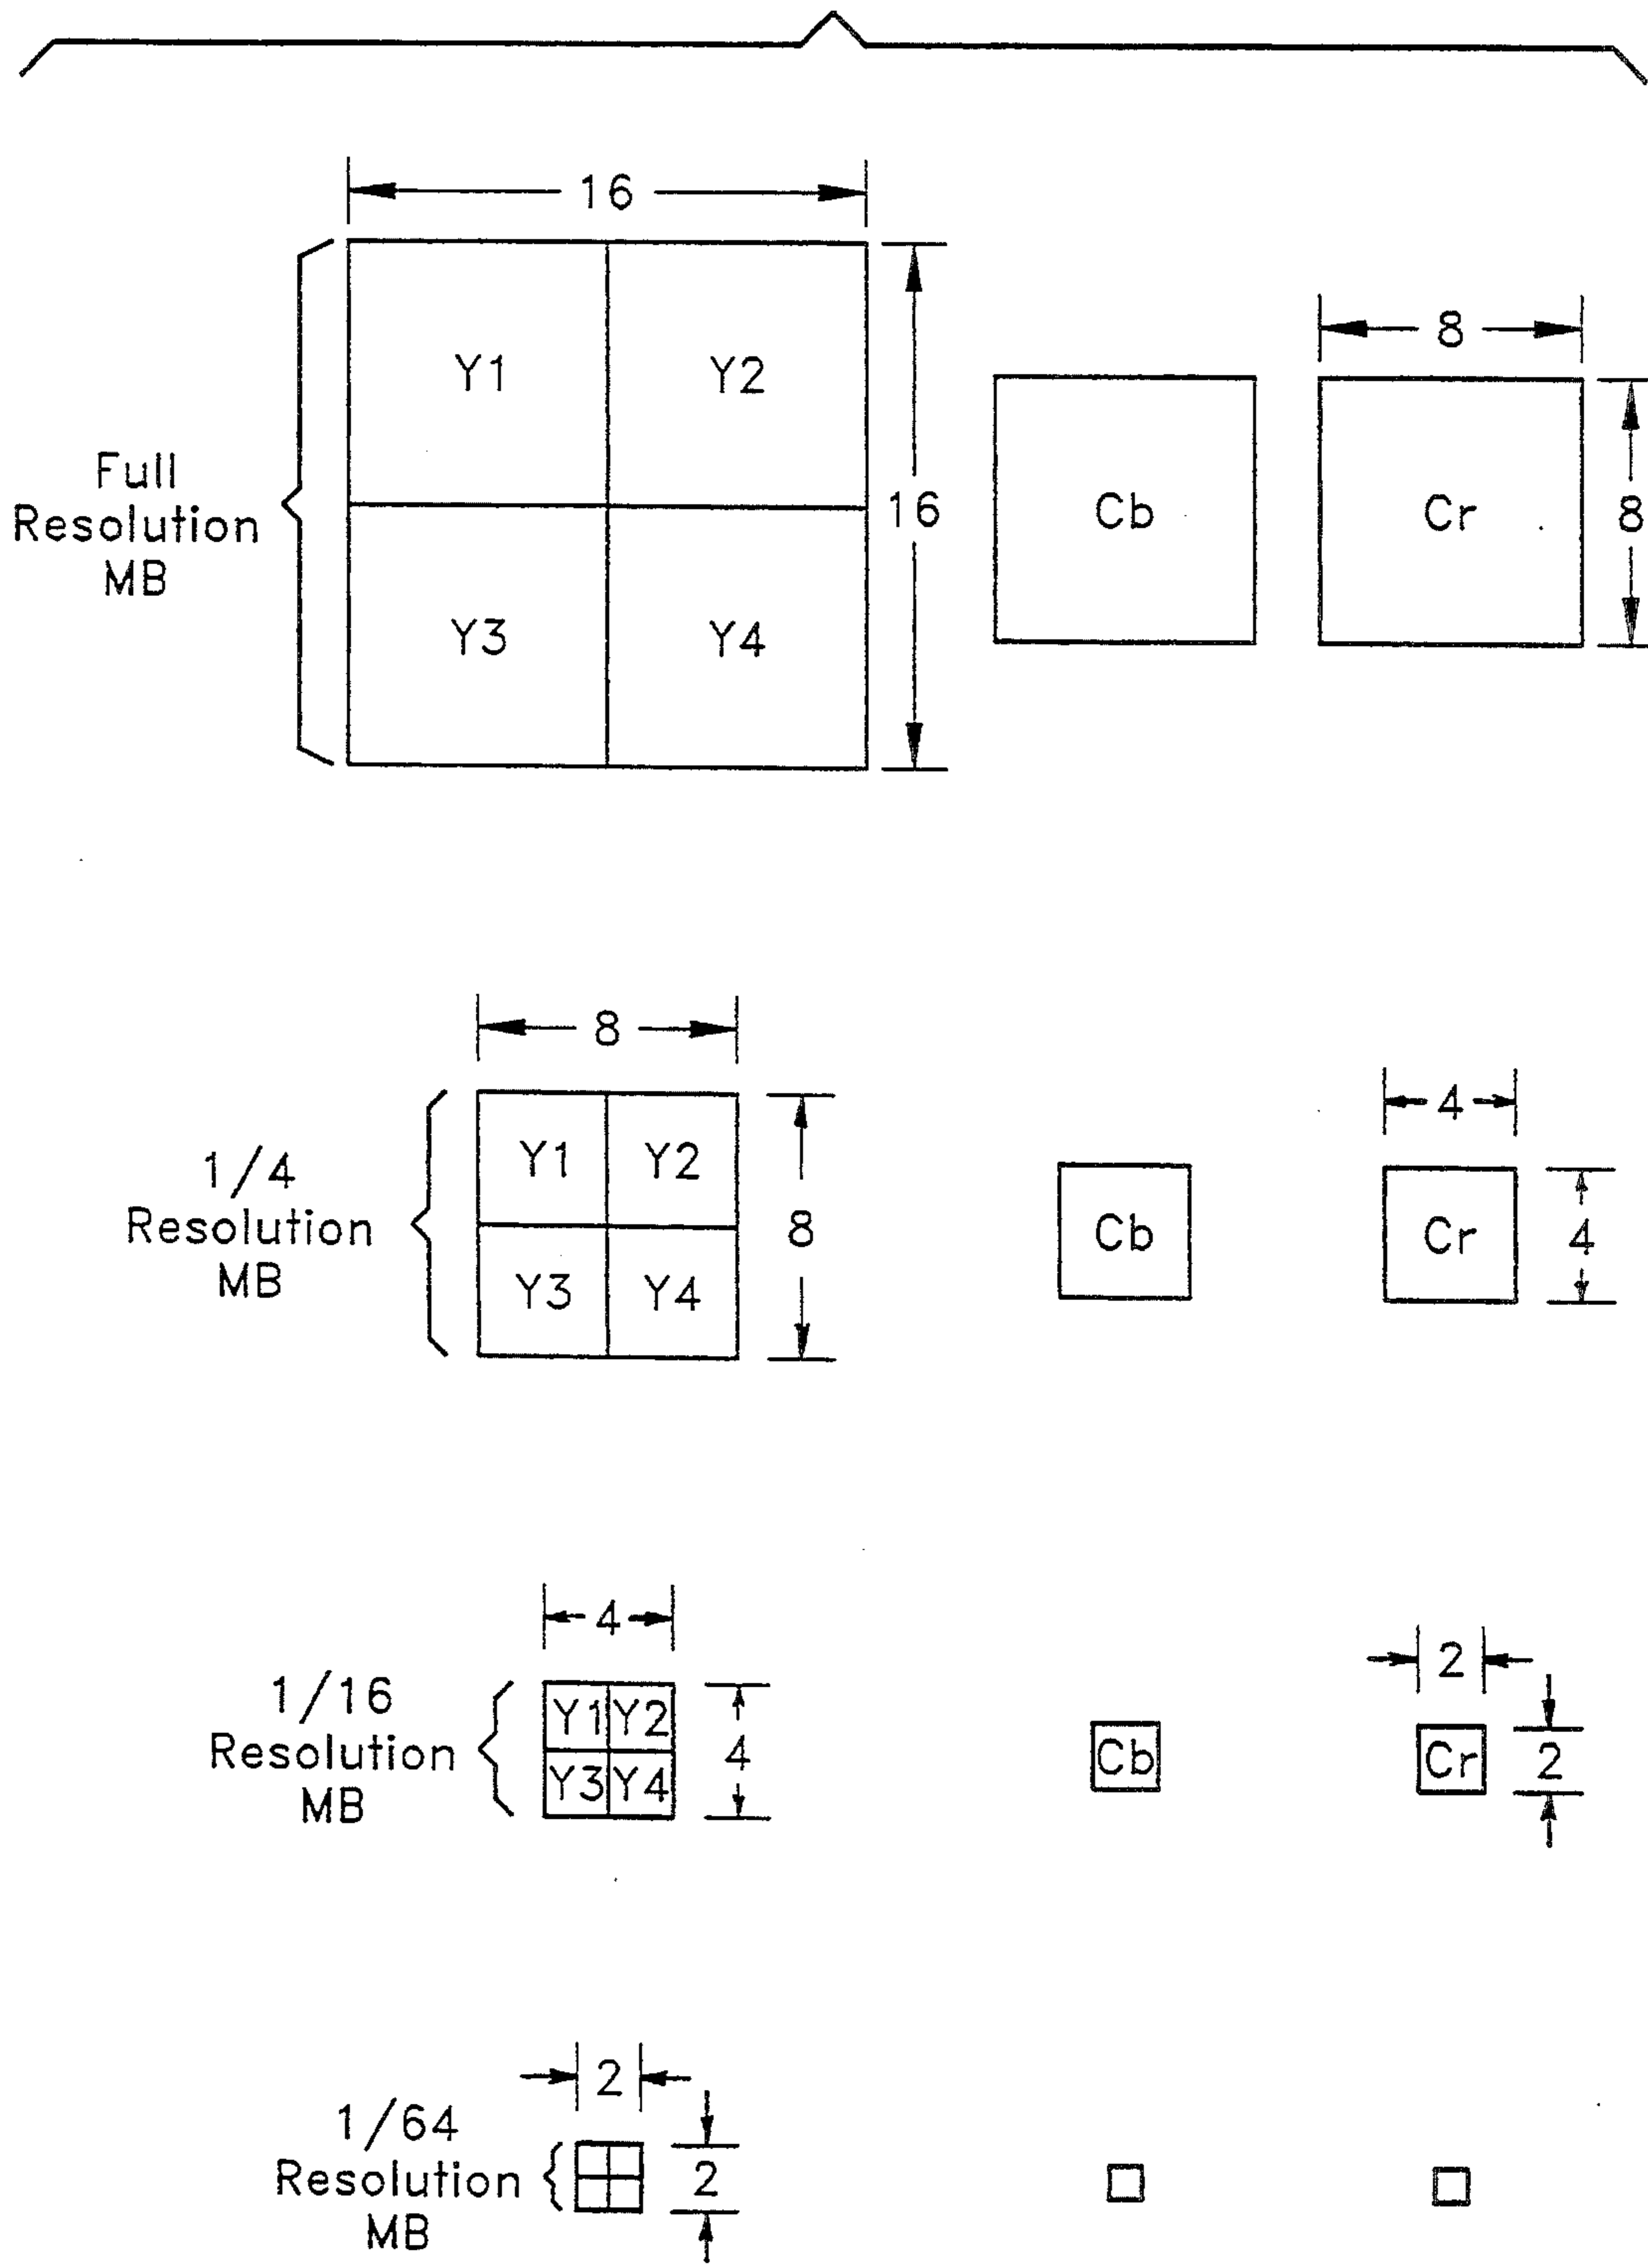 16
Y1
Y2
8
Full
Resolution
MB
16
Cb
Cr
8
Y3
Y4
8
4
1/4
Resolution
MB
Y1
Y2
8
Cb
Cr
4
Y3
Y4
4
2
1/16
Resolution
MB
Y1
Y2
4
Cb
Cr
2
Y3
Y4
2
1/64
Resolution
MB
2